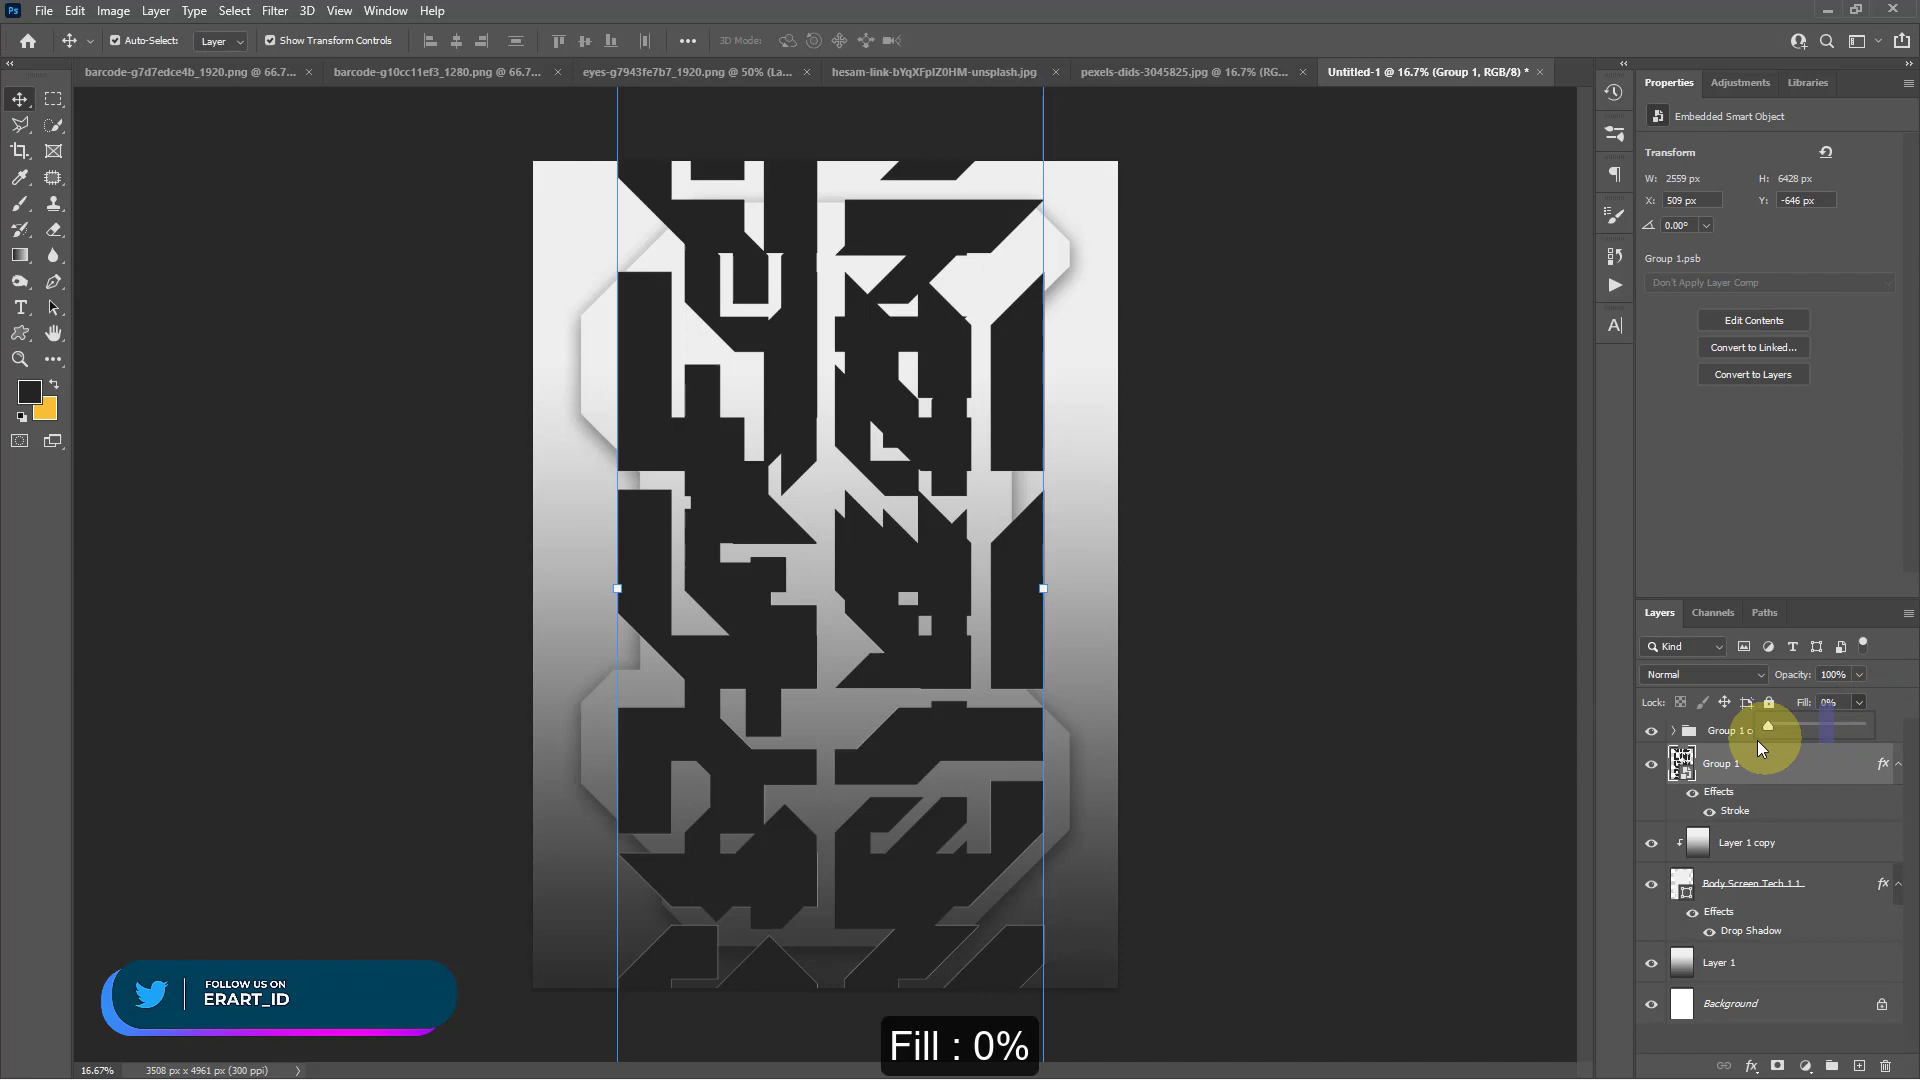 Ps File Edit Image Layer Type Select Filter 3D View Window Help
Auto-Select: Layer Show Transform Controls 3D Mode:
barcode-g7d7edce4b_1920.png @ 66.7... × barcode-g10cc11ef3_1280.png @ 66.7... × eyes-g7943fe7b7_1920.png @ 50% (La... × hesam-link-bYqXFpIZ0HM-unsplash.jpg × pexels-dids-3045825.jpg @ 16.7% (RG... × Untitled-1 @ 16.7% (Group 1, RGB/8) * ×
Properties Adjustments Libraries
Embedded Smart Object
Transform
W: 2559 px H: 6428 px
X: 509 px Y: -646 px
0.00°
Group 1.psb
Don't Apply Layer Comp
Edit Contents
Convert to Linked...
Convert to Layers
Layers Channels Paths
Kind
Normal Opacity: 100%
Lock: Fill: 0%
Group 1 c
Group 1 fx
Effects
Stroke
Layer 1 copy
Body Screen Tech 1 1 fx
Effects
Drop Shadow
Layer 1
Background
FOLLOW US ON
ERART_ID
Fill : 0%
16.67% 3508 px x 4961 px (300 ppi)